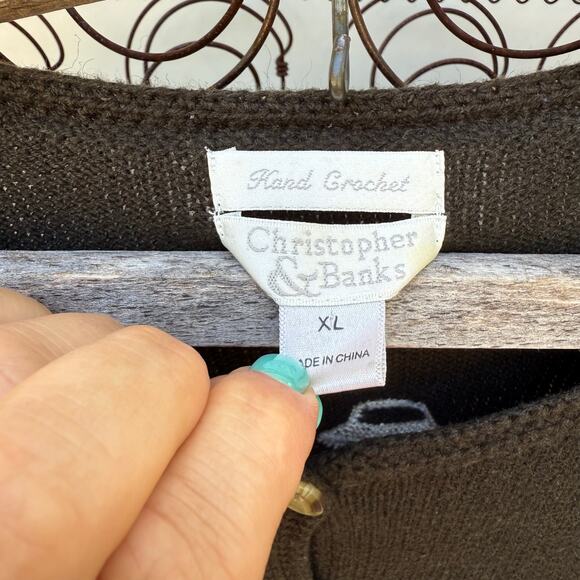 Hand Crochet
Christopher
& Banks
XL
ADE IN CHINA